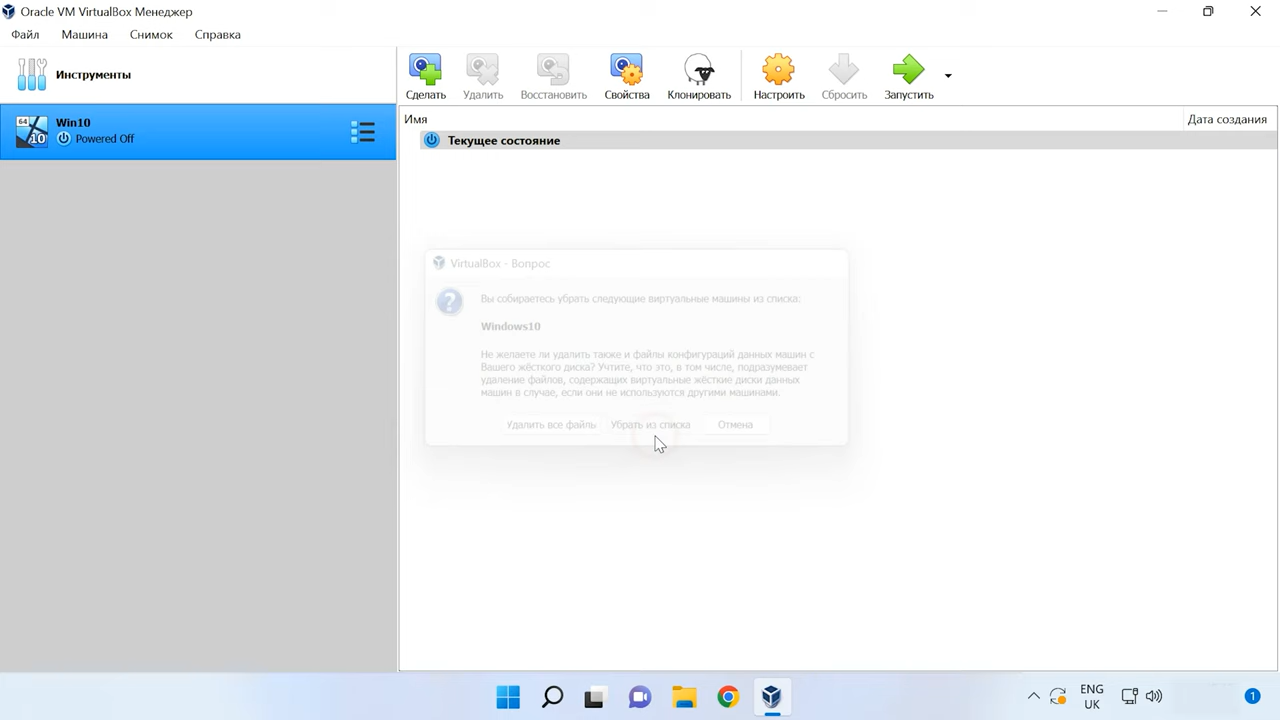 Oracle VM VirtualBox Менеджер
Файл Машина Снимок Справка
Инструменты
Сделать Удалить Восстановить Свойства Клонировать Настроить Сбросить Запустить
64
10
Win10
Powered Off
Имя Дата создания
Текущее состояние
VirtualBox - Вопрос
Вы собираетесь убрать следующие виртуальные машины из списка:
Windows10
Не желаете ли удалить также и файлы конфигураций данных машин с
Вашего жёсткого диска? Учтите, что это, в том числе, подразумевает
удаление файлов, содержащих виртуальные жёсткие диски данных
машин в случае, если они не используются другими машинами.
Удалить все файлы Убрать из списка Отмена
ENG
UK
1